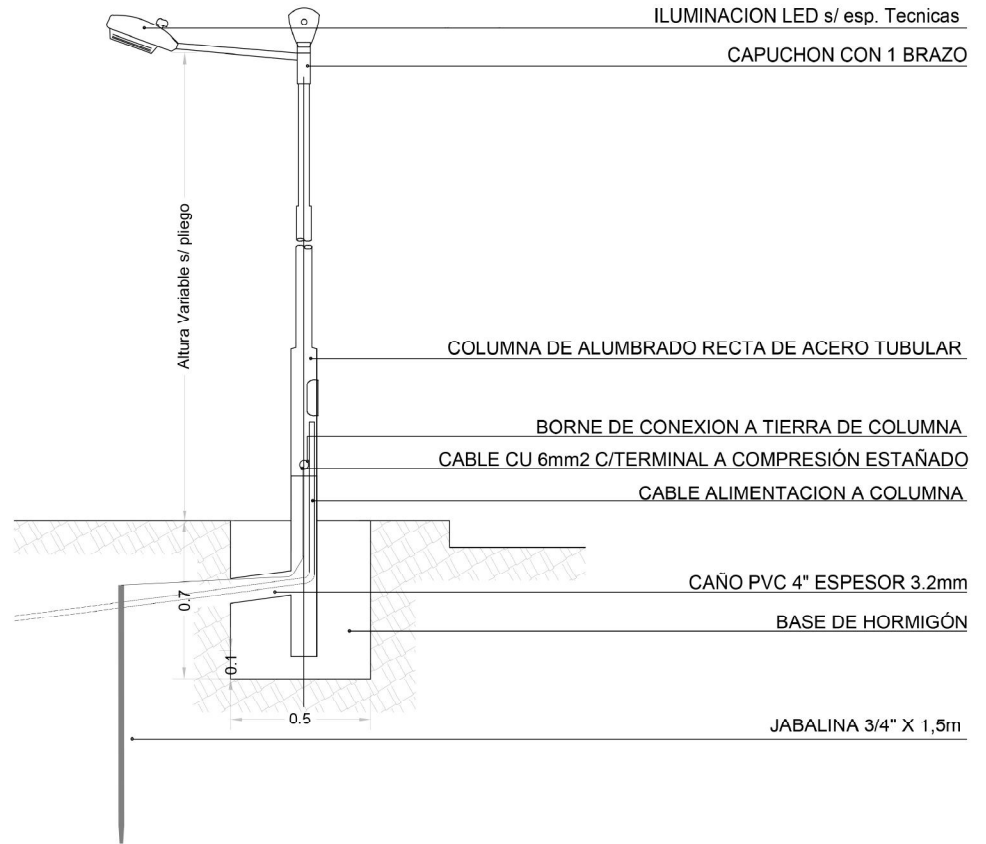 ILUMINACION LED s/ esp. Tecnicas
CAPUCHON CON 1 BRAZO
Altura Variable s/ pliego
COLUMNA DE ALUMBRADO RECTA DE ACERO TUBULAR
BORNE DE CONEXION A TIERRA DE COLUMNA
CABLE CU 6mm2 C/TERMINAL A COMPRESIÓN ESTAÑADO
CABLE ALIMENTACION A COLUMNA
CAÑO PVC 4" ESPESOR 3.2mm
0.7
BASE DE HORMIGÓN
0.1
0.5
JABALINA 3/4" X 1,5m